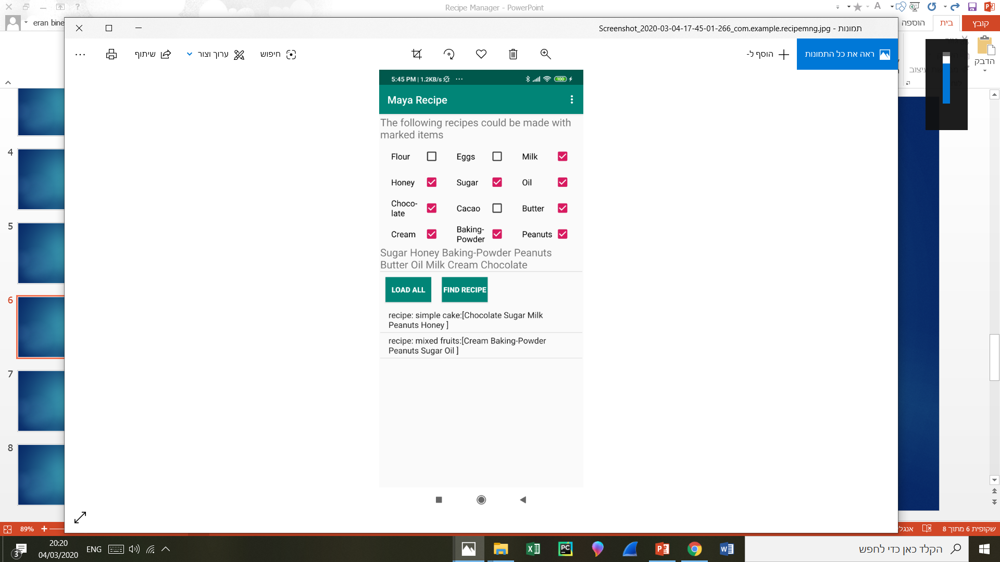 Recipe Manager - PowerPoint
eran bine
קובץ
בית
הוספה
הדבק
עיצוב
Screenshot_2020-03-04-17-45-01-266_com.example.recipemng.jpg - תמונות
ראה את כל התמונות
הוסף ל-
חיפוש
ערוך וצור
שיתוף
5:45 PM | 1.2KB/s
100
Maya Recipe
The following recipes could be made with
marked items
Flour Eggs Milk
Honey Sugar Oil
Choco-
late
Cacao Butter
Cream
Baking-
Powder
Peanuts
Sugar Honey Baking-Powder Peanuts
Butter Oil Milk Cream Chocolate
LOAD ALL FIND RECIPE
recipe: simple cake:[Chocolate Sugar Milk
Peanuts Honey ]
recipe: mixed fruits:[Cream Baking-Powder
Peanuts Sugar Oil ]
4
5
6
7
8
שקופית 6 מתוך 8
אנגל
89%
הקלד כאן כדי לחפש
ENG
20:20
04/03/2020
3